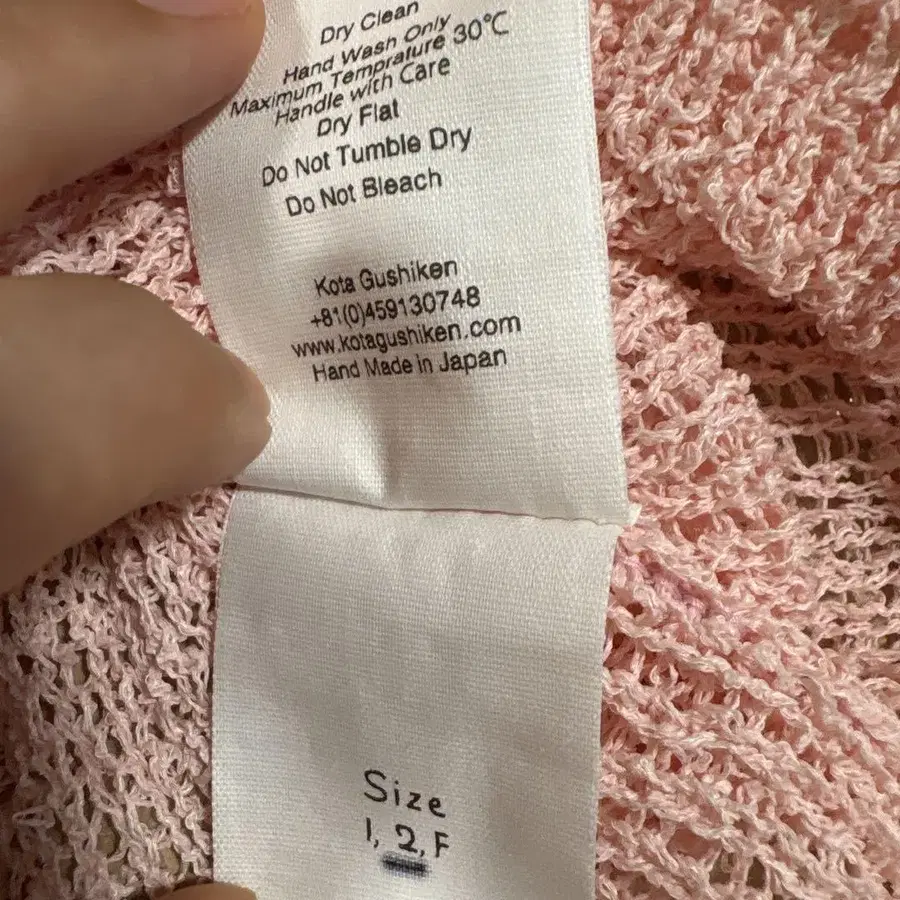 Dry Clean
Hand Wash Only
Maximum Temprature 30°C
Handle with Care
Dry Flat
Do Not Tumble Dry
Do Not Bleach
Kota Gushiken
+81(0)459130748
www.kotagushiken.com
Hand Made in Japan
Size
1, 2, F